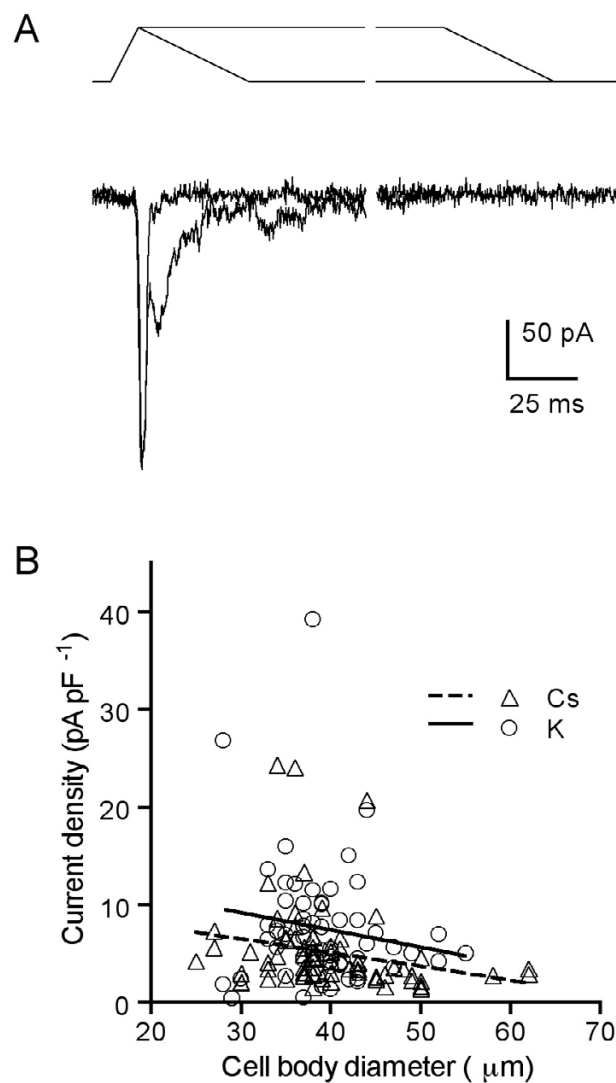 A
50 pA
25 ms
B
Current density (pA pF⁻¹)
40
30
20
10
0
Cs
K
20 30 40 50 60 70
Cell body diameter ( μm)